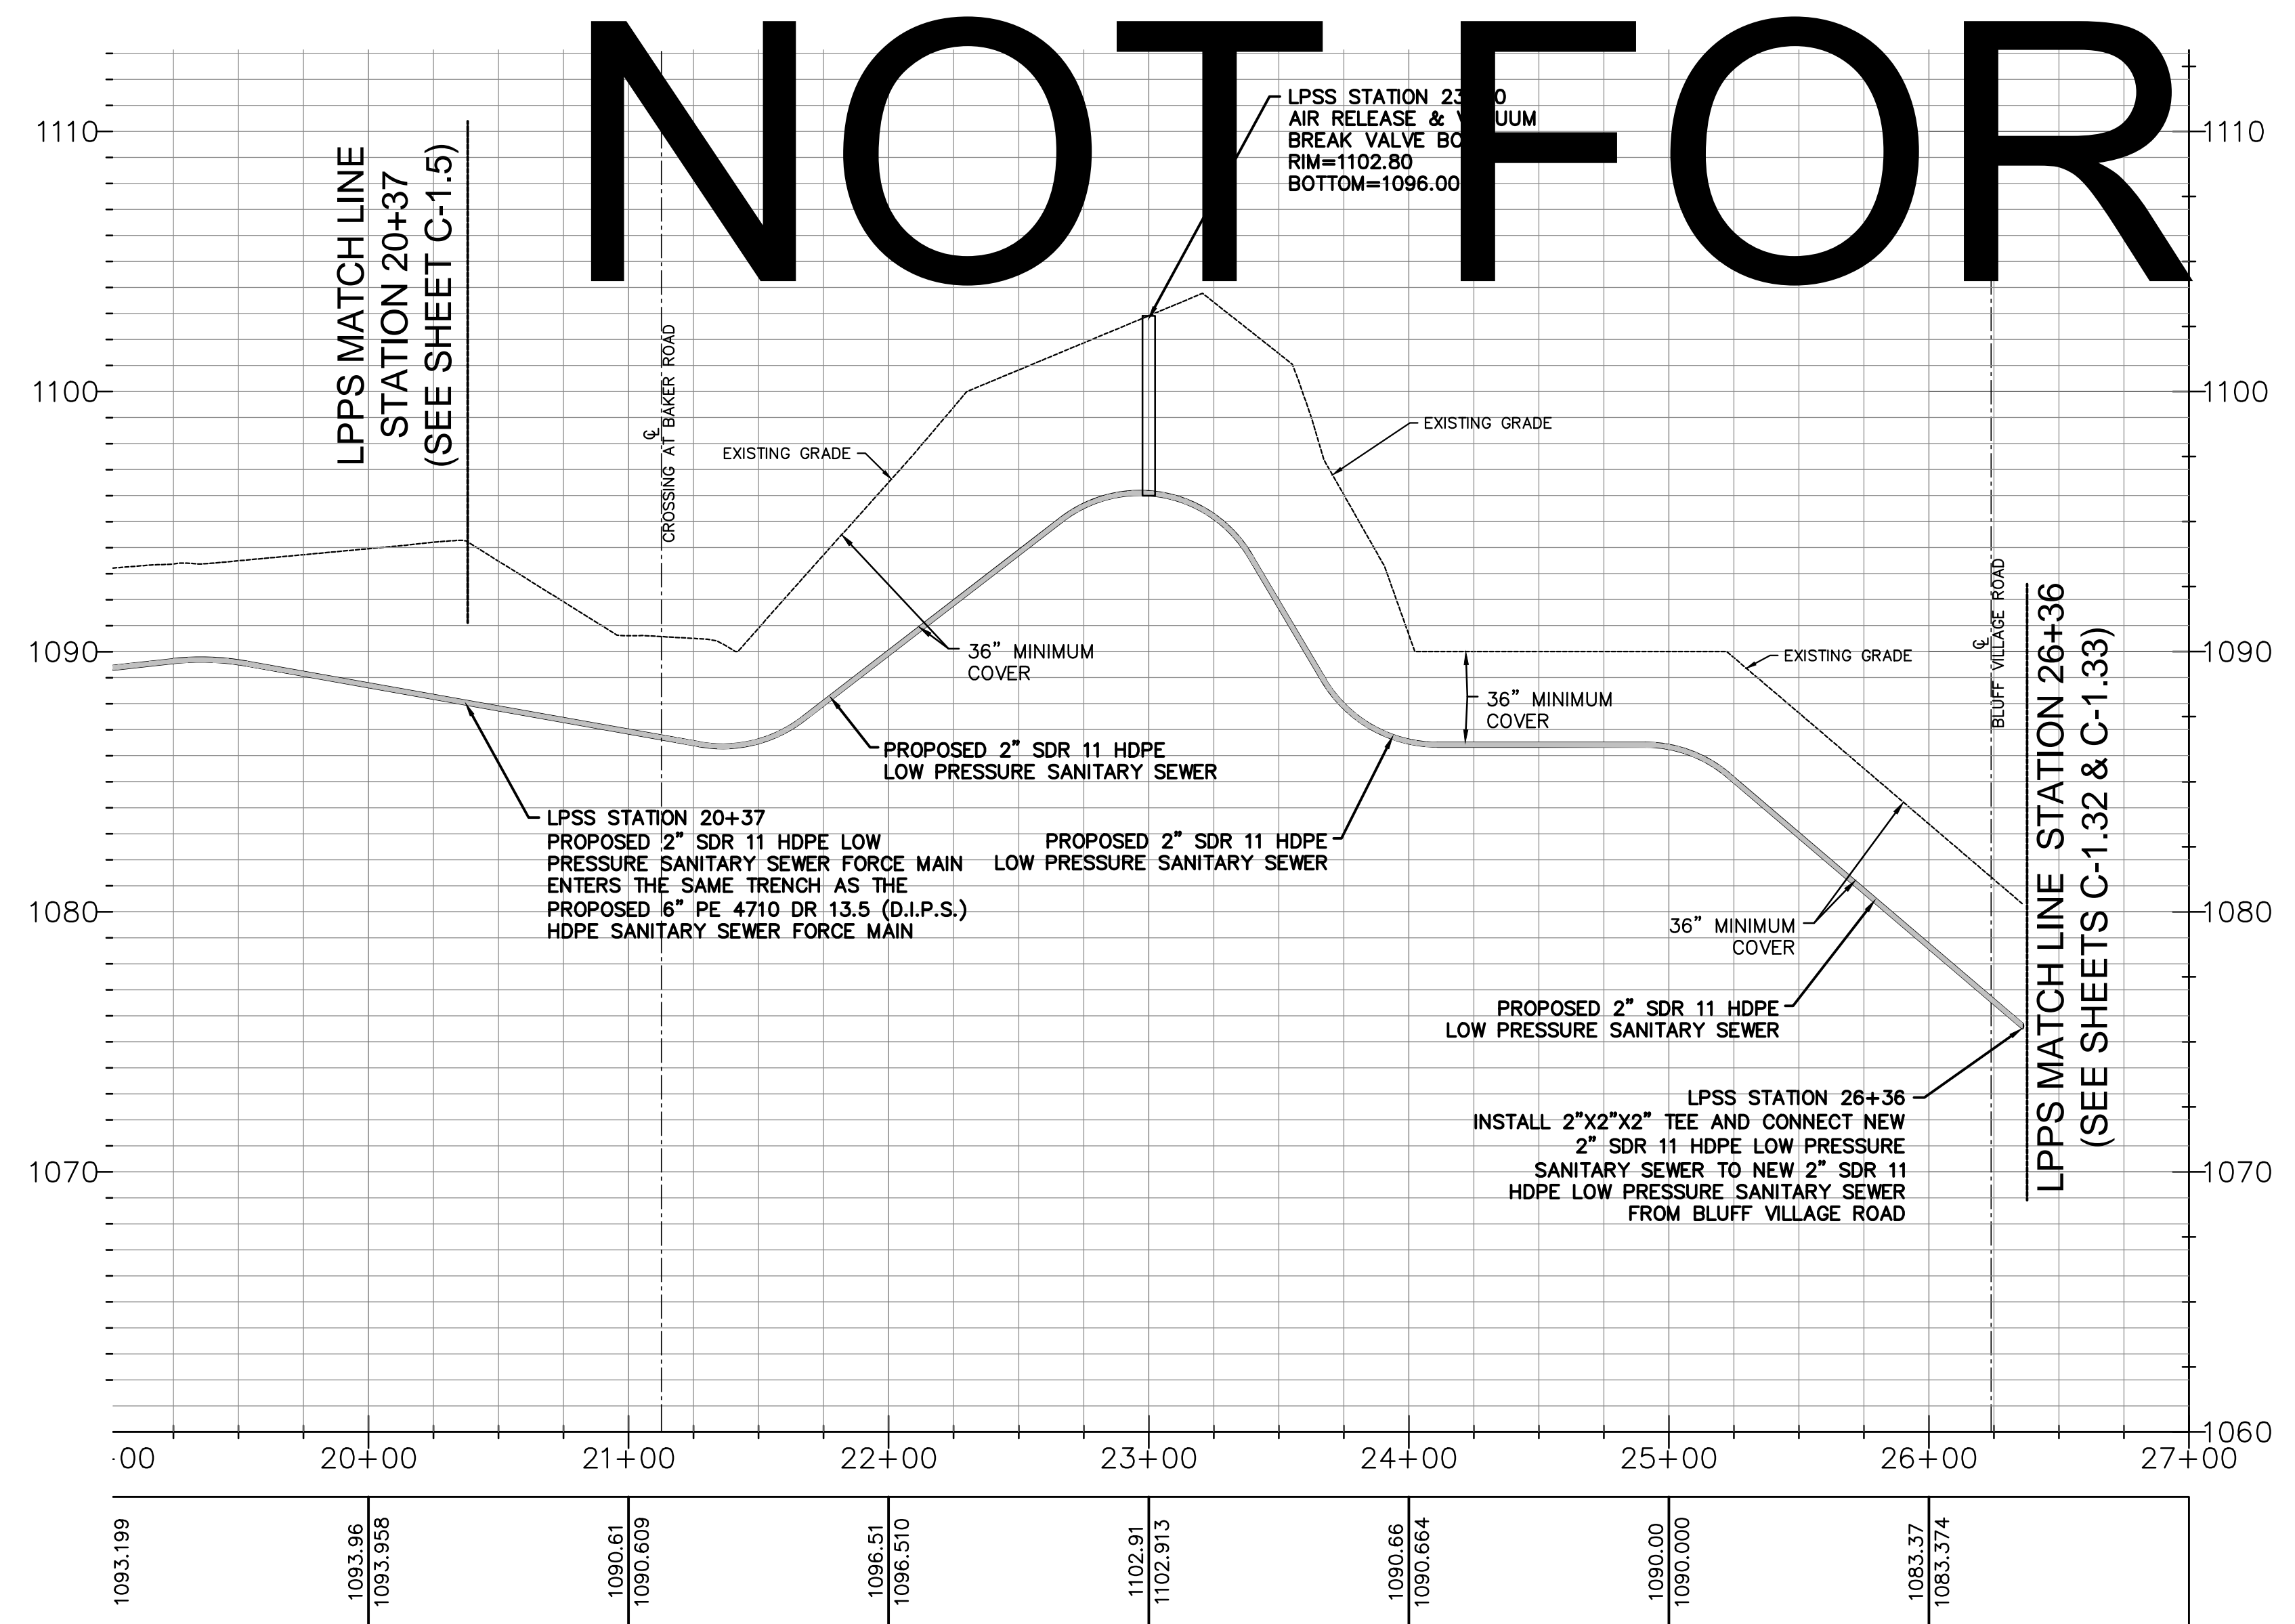 NOT FOR
LPSS STATION
AIR RELEASE &
BREAK VALVE
RIM=1102.80
BOTTOM=1096.00
1110
1110
LPPS MATCH LINE
STATION 20+37
(SEE SHEET C-1.5)
℄
CROSSING AT BAKER ROAD
1100
1100
EXISTING GRADE
EXISTING GRADE
1090
1090
36" MINIMUM
COVER
36" MINIMUM
COVER
EXISTING GRADE
℄
BLUFF VILLAGE ROAD
LPPS MATCH LINE STATION 26+36
(SEE SHEETS C-1.32 & C-1.33)
PROPOSED 2" SDR 11 HDPE
LOW PRESSURE SANITARY SEWER
LPSS STATION 20+37
PROPOSED 2" SDR 11 HDPE LOW
PRESSURE SANITARY SEWER FORCE MAIN
ENTERS THE SAME TRENCH AS THE
PROPOSED 6" PE 4710 DR 13.5 (D.I.P.S.)
HDPE SANITARY SEWER FORCE MAIN
PROPOSED 2" SDR 11 HDPE
LOW PRESSURE SANITARY SEWER
1080
1080
36" MINIMUM
COVER
PROPOSED 2" SDR 11 HDPE
LOW PRESSURE SANITARY SEWER
LPSS STATION 26+36
INSTALL 2"X2"X2" TEE AND CONNECT NEW
2" SDR 11 HDPE LOW PRESSURE
SANITARY SEWER TO NEW 2" SDR 11
HDPE LOW PRESSURE SANITARY SEWER
FROM BLUFF VILLAGE ROAD
1070
1070
1060
+00 20+00 21+00 22+00 23+00 24+00 25+00 26+00 27+00
1093.199
1093.96
1093.958
1090.61
1090.609
1096.51
1096.510
1102.91
1102.913
1090.66
1090.664
1090.00
1090.000
1083.37
1083.374